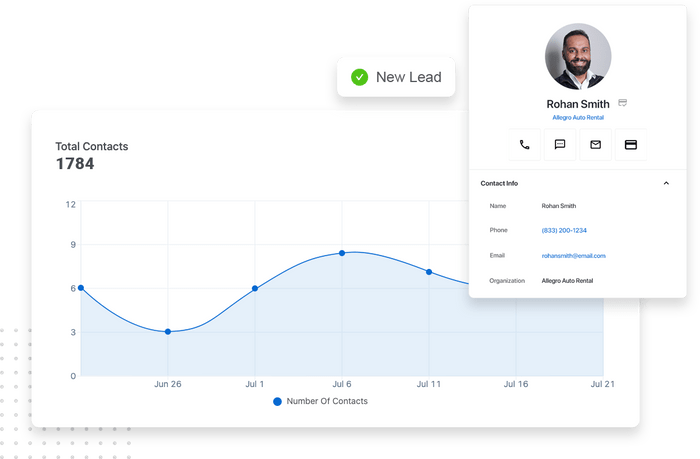 New Lead
Total Contacts
1784
12
9
6
3
0
Jun 26
Jul 1
Jul 6
Jul 11
Jul 16
Jul 21
Number Of Contacts
Rohan Smith
Allegro Auto Rental
Contact Info
Name Rohan Smith
Phone (833) 200-1234
Email rohansmith@email.com
Organization Allegro Auto Rental